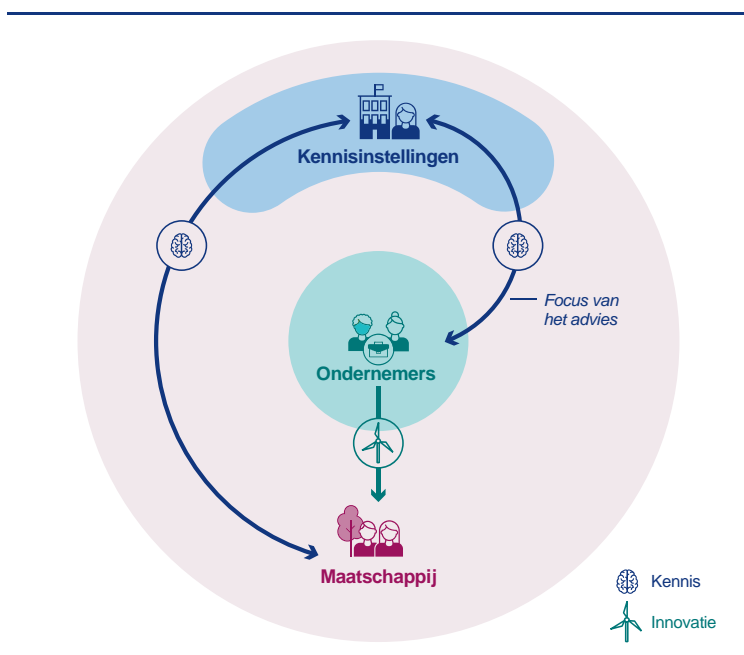 Kennisinstellingen
Focus van
het advies
Ondernemers
Maatschappij
Kennis
Innovatie